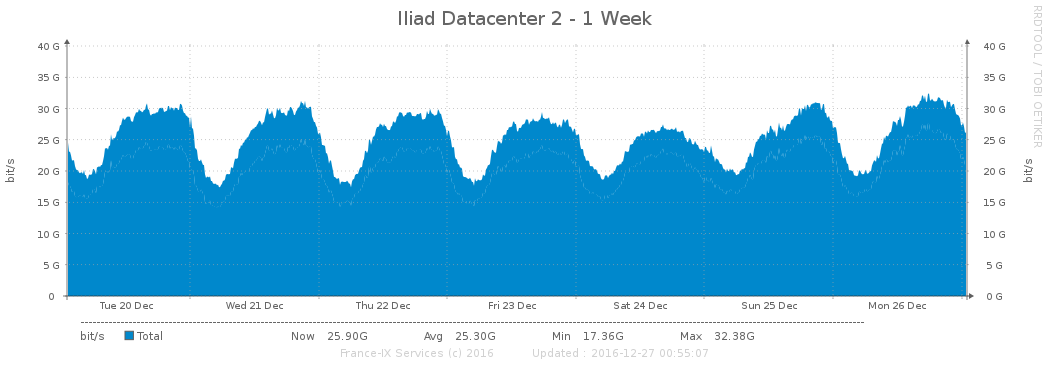 Iliad Datacenter 2 - 1 Week
RRDTOOL / TOBI OETIKER
40 G 40 G
35 G 35 G
30 G 30 G
25 G 25 G
20 G 20 G
15 G 15 G
10 G 10 G
5 G 5 G
0 0 G
bit/s bit/s
Tue 20 Dec Wed 21 Dec Thu 22 Dec Fri 23 Dec Sat 24 Dec Sun 25 Dec Mon 26 Dec
bit/s Total Now 25.90G Avg 25.30G Min 17.36G Max 32.38G
France-IX Services (c) 2016 Updated : 2016-12-27 00:55:07